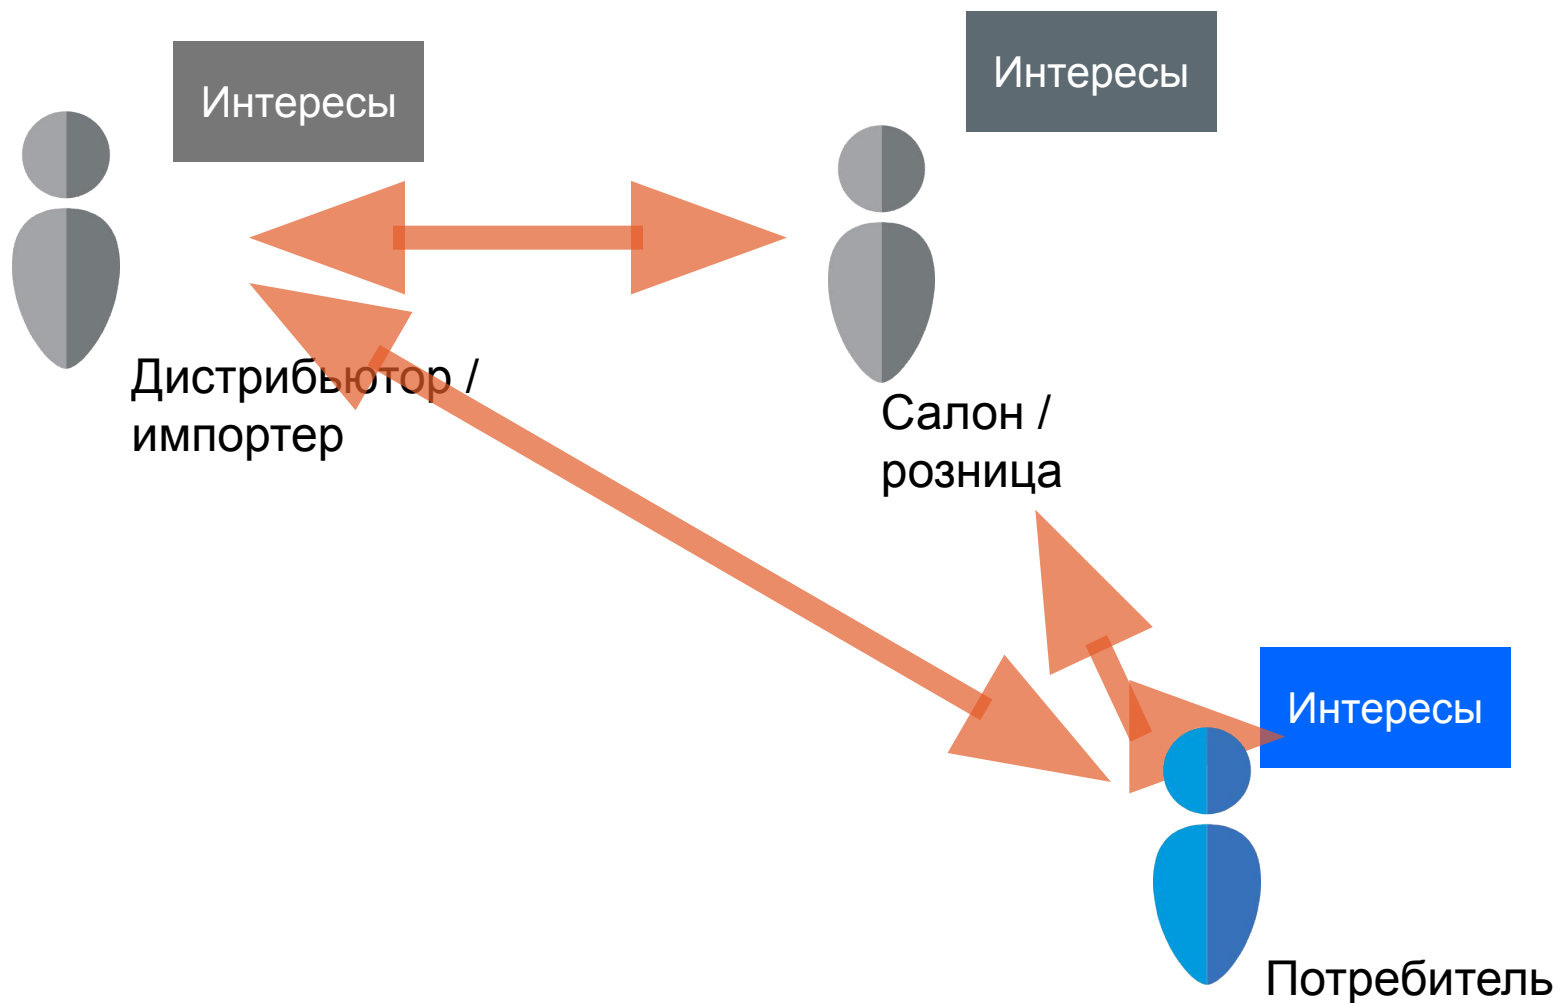 Интересы
Интересы
Дистрибьютор /
импортер
Салон /
розница
Интересы
Потребитель